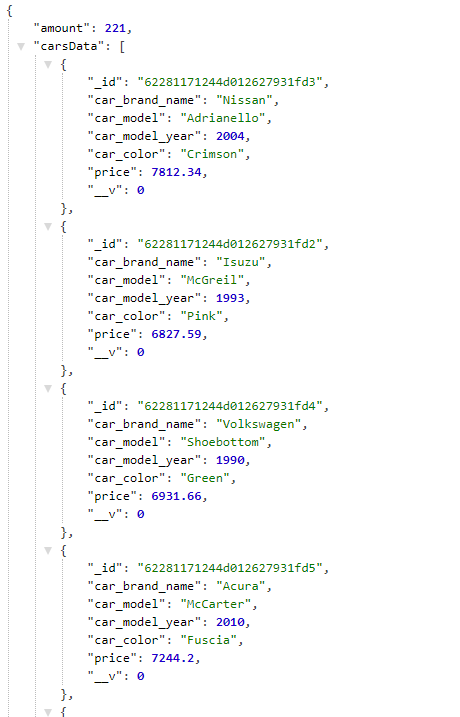 {
"amount": 221,
"carsData": [
{
"_id": "62281171244d012627931fd3",
"car_brand_name": "Nissan",
"car_model": "Adrianello",
"car_model_year": 2004,
"car_color": "Crimson",
"price": 7812.34,
"__v": 0
},
{
"_id": "62281171244d012627931fd2",
"car_brand_name": "Isuzu",
"car_model": "McGreil",
"car_model_year": 1993,
"car_color": "Pink",
"price": 6827.59,
"__v": 0
},
{
"_id": "62281171244d012627931fd4",
"car_brand_name": "Volkswagen",
"car_model": "Shoebottom",
"car_model_year": 1990,
"car_color": "Green",
"price": 6931.66,
"__v": 0
},
{
"_id": "62281171244d012627931fd5",
"car_brand_name": "Acura",
"car_model": "McCarter",
"car_model_year": 2010,
"car_color": "Fuscia",
"price": 7244.2,
"__v": 0
},
{